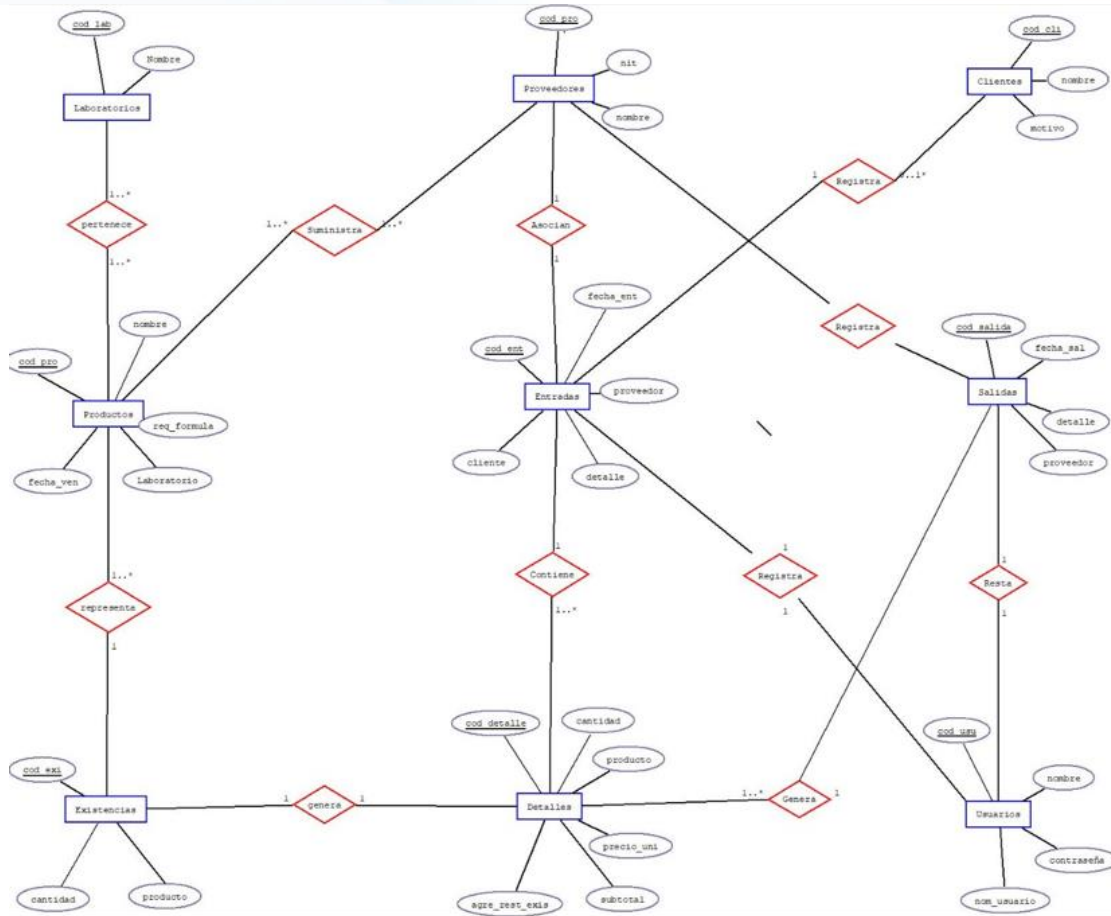 cod_lab
Nombre
Laboratorios
cod_pro
nit
Proveedores
nombre
cod_cli
Clientes
nombre
motivo
1
Registra
1..*
1..*
pertenece
1..*
1..*
Suministra
1..*
1
Asocian
1
Registra
nombre
cod_pro
Productos
req_formula
fecha_ven
Laboratorio
fecha_ent
cod_ent
Entradas
proveedor
cliente
detalle
cod_salida
fecha_sal
Salidas
detalle
proveedor
1..*
representa
1
1
Contiene
1..*
1
Registra
1
1
Resta
1
cod_exi
Existencias
cantidad
producto
1
genera
1
cod_detalle
cantidad
producto
Detalles
precio_uni
agre_rest_exis
subtotal
1..*
Genera
1
cod_usu
nombre
Usuarios
contraseña
nom_usuario